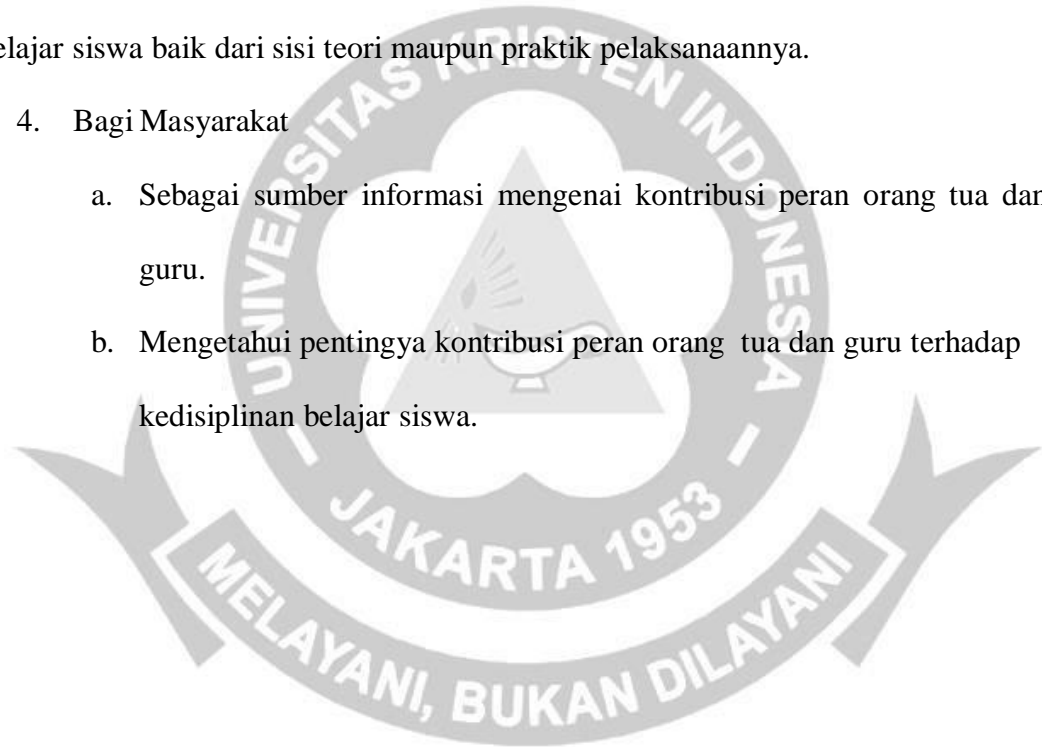 elajar siswa baik dari sisi teori maupun praktik pelaksanaannya.
4. Bagi Masyarakat
a. Sebagai sumber informasi mengenai kontribusi peran orang tua dan
guru.
b. Mengetahui pentingya kontribusi peran orang tua dan guru terhadap
kedisiplinan belajar siswa.
UNIVERSITAS KRISTEN INDONESIA
JAKARTA 1953
MELAYANI, BUKAN DILAYANI